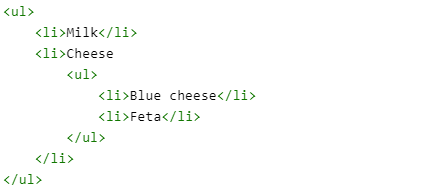 <ul>
    <li>Milk</li>
    <li>Cheese
        <ul>
            <li>Blue cheese</li>
            <li>Feta</li>
        </ul>
    </li>
</ul>